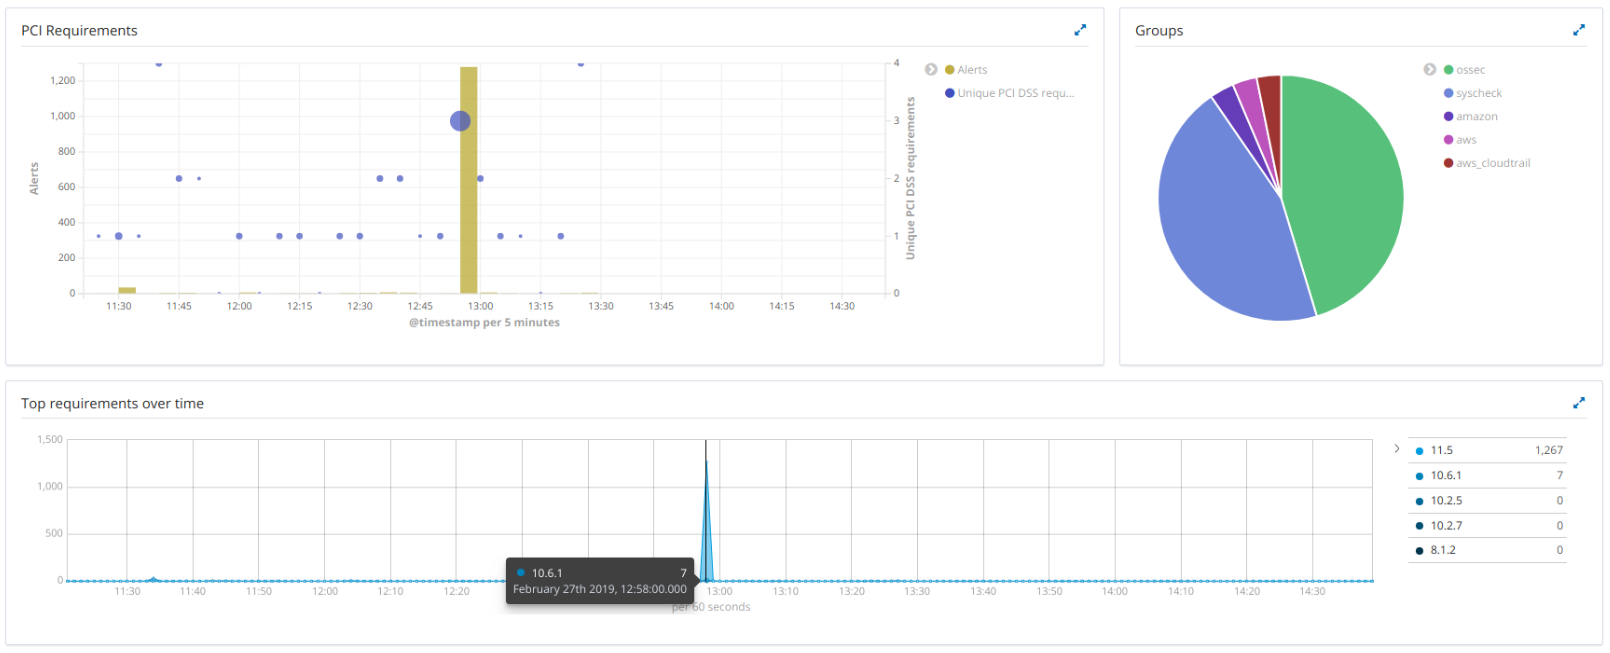 PCI Requirements
1,200
1,000
800
600
400
200
0
Alerts
4
3
2
1
0
Unique PCI DSS requirements
11:30 11:45 12:00 12:15 12:30 12:45 13:00 13:15 13:30 13:45 14:00 14:15 14:30
@timestamp per 5 minutes
Alerts
Unique PCI DSS requ...
Groups
ossec
syscheck
amazon
aws
aws_cloudtrail
Top requirements over time
1,500
1,000
500
0
11:30 11:40 11:50 12:00 12:10 12:20 13:00 13:10 13:20 13:30 13:40 13:50 14:00 14:10 14:20 14:30
per 60 seconds
10.6.1 7
February 27th 2019, 12:58:00.000
11.5 1,267
10.6.1 7
10.2.5 0
10.2.7 0
8.1.2 0